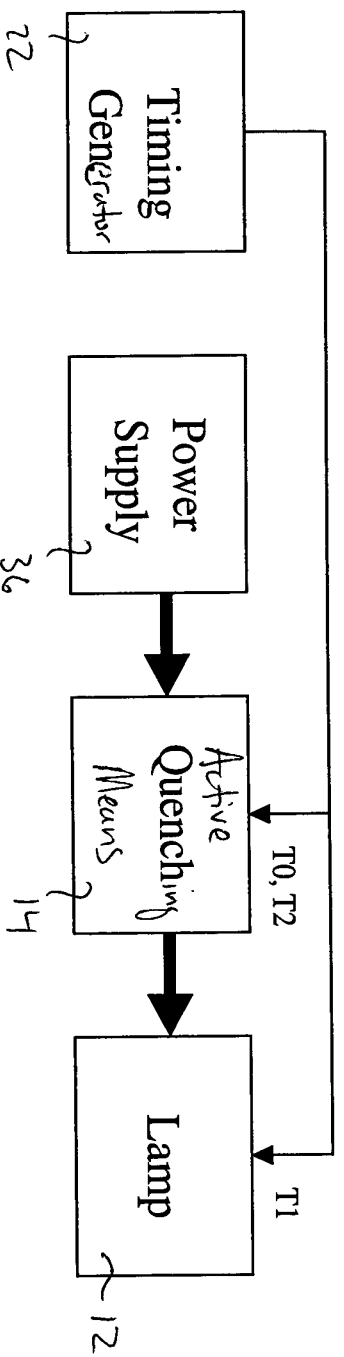 Timing
Generator
22
Power
Supply
36
Active
Quenching
Means
14
T0, T2
Lamp
12
T1